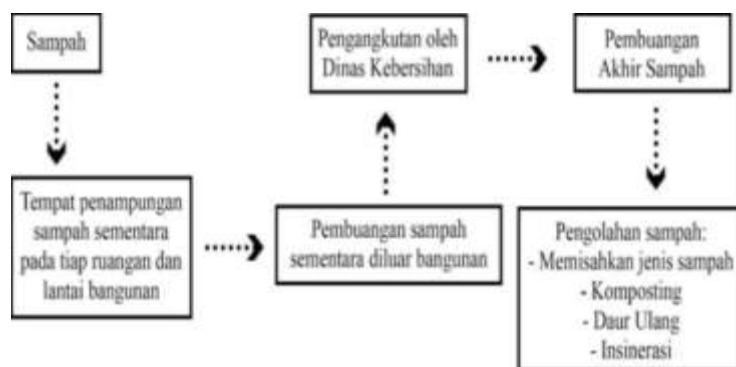 Sampah
Tempat penampungan
sampah sementara
pada tiap ruangan dan
lantai bangunan
Pembuangan sampah
sementara diluar bangunan
Pengangkutan oleh
Dinas Kebersihan
Pembuangan
Akhir Sampah
Pengolahan sampah:
- Memisahkan jenis sampah
- Komposting
- Daur Ulang
- Insinerasi